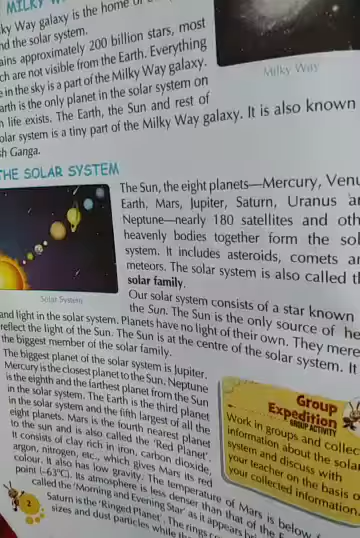 MILKY W
ky Way galaxy is the home of
nd the solar system.
ains approximately 200 billion stars, most
ch are not visible from the Earth. Everything
e in the sky is a part of the Milky Way galaxy.
arth is the only planet in the solar system on
h life exists. The Earth, the Sun and rest of
olar system is a tiny part of the Milky Way galaxy. It is also known
sh Ganga.
Milky Way
THE SOLAR SYSTEM
The Sun, the eight planets—Mercury, Venu
Earth, Mars, Jupiter, Saturn, Uranus an
Neptune—nearly 180 satellites and oth
heavenly bodies together form the sol
system. It includes asteroids, comets an
meteors. The solar system is also called th
solar family.
Solar System
Our solar system consists of a star known
the Sun. The Sun is the only source of he
and light in the solar system. Planets have no light of their own. They mere
reflect the light of the Sun. The Sun is at the centre of the solar system. It
the biggest member of the solar family.
The biggest planet of the solar system is Jupiter.
Mercury is the closest planet to the Sun. Neptune
is the eighth and the farthest planet from the Sun
in the solar system. The Earth is the third planet
in the solar system and the fifth largest of all the
eight planets. Mars is the fourth nearest planet
to the sun and is also called the 'Red Planet'.
It consists of clay rich in iron, carbon dioxide,
argon, nitrogen, etc., which gives Mars its red
colour. It also has low gravity. The temperature of Mars is below
point (–63°C). Its atmosphere is less denser than that of the E
called the 'Morning and Evening Star' as it appears
Saturn is the 'Ringed Planet'. The rings
sizes and dust particles while th
Group
Expedition
GROUP ACTIVITY
Work in groups and collec
information about the sola
system and discuss with
your teacher on the basis o
your collected information.
2